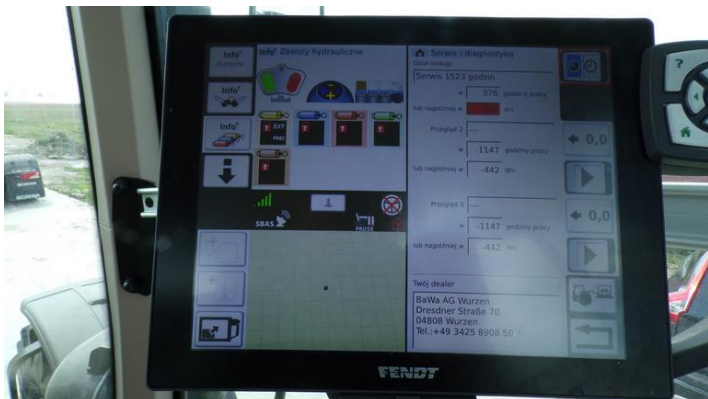 Info
Info Zawory hydrauliczne
Info
Info
EXT
PRO
SBAS
PAUSE
Serwis i diagnostyka
Serwis 1523 godzin
w 376 godziny pracy
lub najpóźniej w dni
Przegląd 2 ---
w -1147 godziny pracy
lub najpóźniej w -442 dni
Przegląd 3 ---
w -1147 godziny pracy
lub najpóźniej w -442 dni
Twój dealer
BaWa AG Wurzen
Dresdner Straße 70
04808 Wurzen
Tel.:+49 3425 8908 50
0,0
0,0
?
FENDT
SCANIA